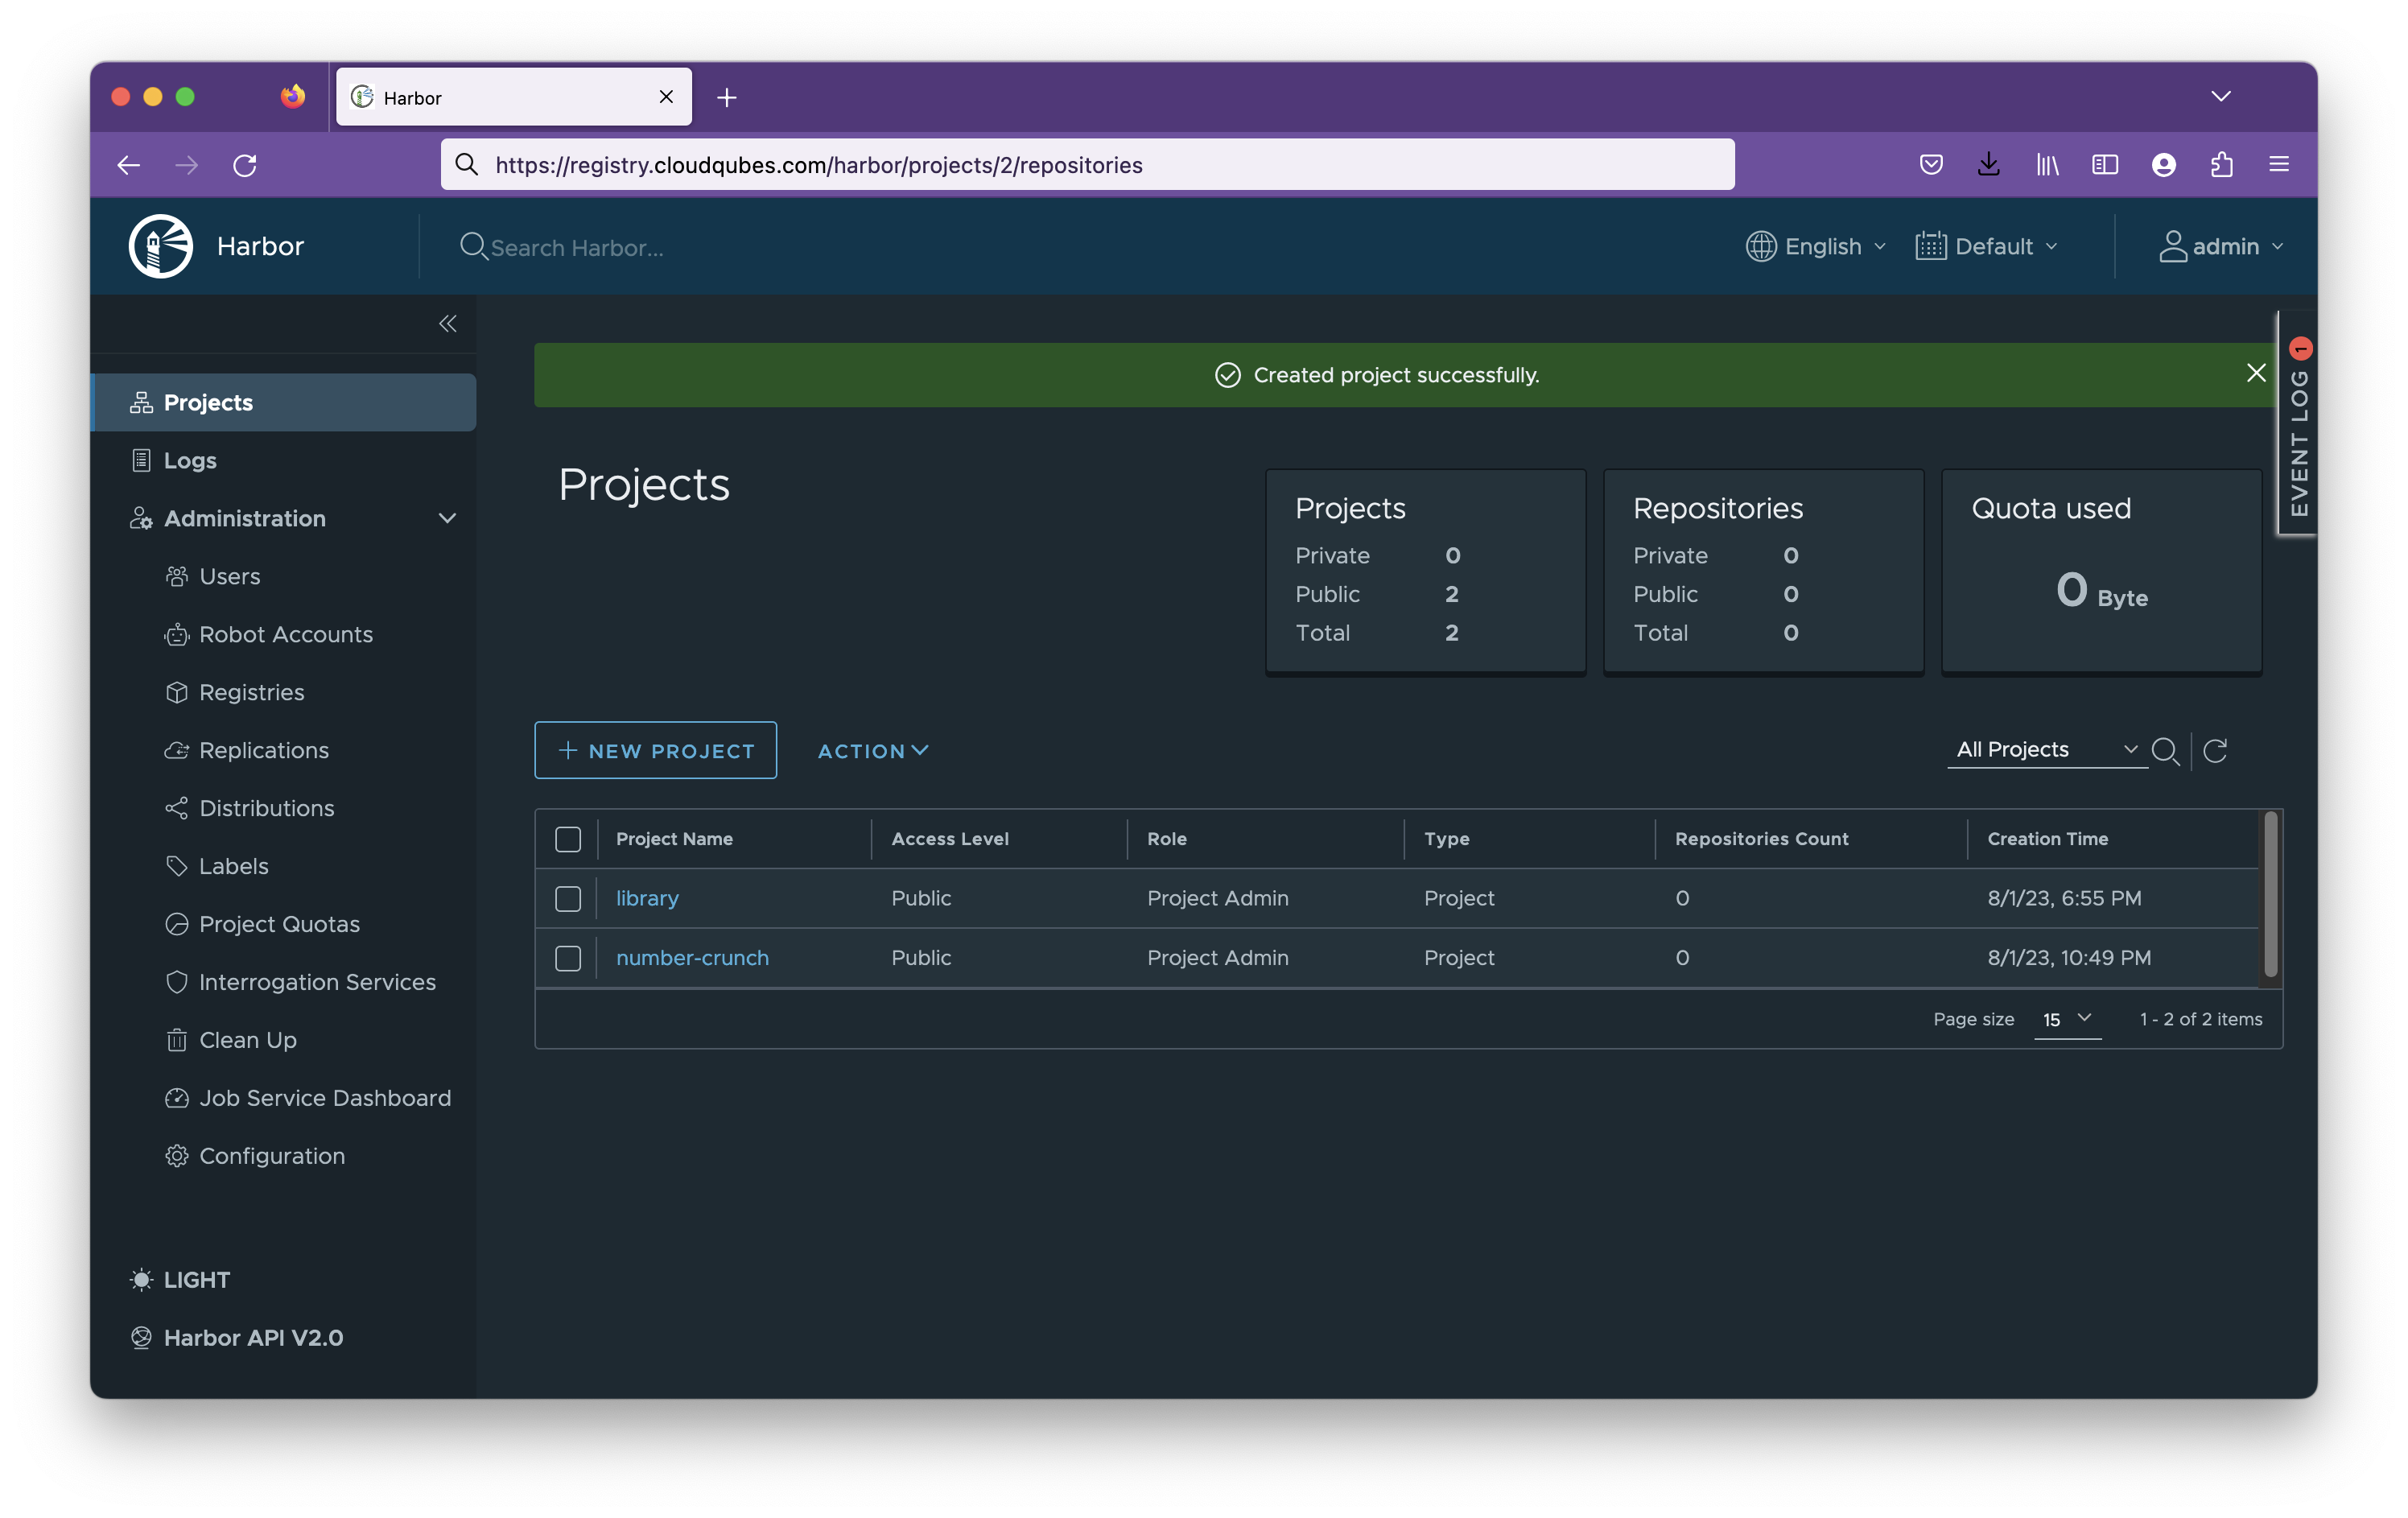 Harbor
https://registry.cloudqubes.com/harbor/projects/2/repositories
Harbor
Search Harbor...
English
Default
admin
Created project successfully.
EVENT LOG 1
Projects
Logs
Administration
Users
Robot Accounts
Registries
Replications
Distributions
Labels
Project Quotas
Interrogation Services
Clean Up
Job Service Dashboard
Configuration
LIGHT
Harbor API V2.0
Projects
Projects
Private 0
Public 2
Total 2
Repositories
Private 0
Public 0
Total 0
Quota used
0 Byte
NEW PROJECT
ACTION
All Projects
Project Name Access Level Role Type Repositories Count Creation Time
library Public Project Admin Project 0 8/1/23, 6:55 PM
number-crunch Public Project Admin Project 0 8/1/23, 10:49 PM
Page size 15 1 - 2 of 2 items